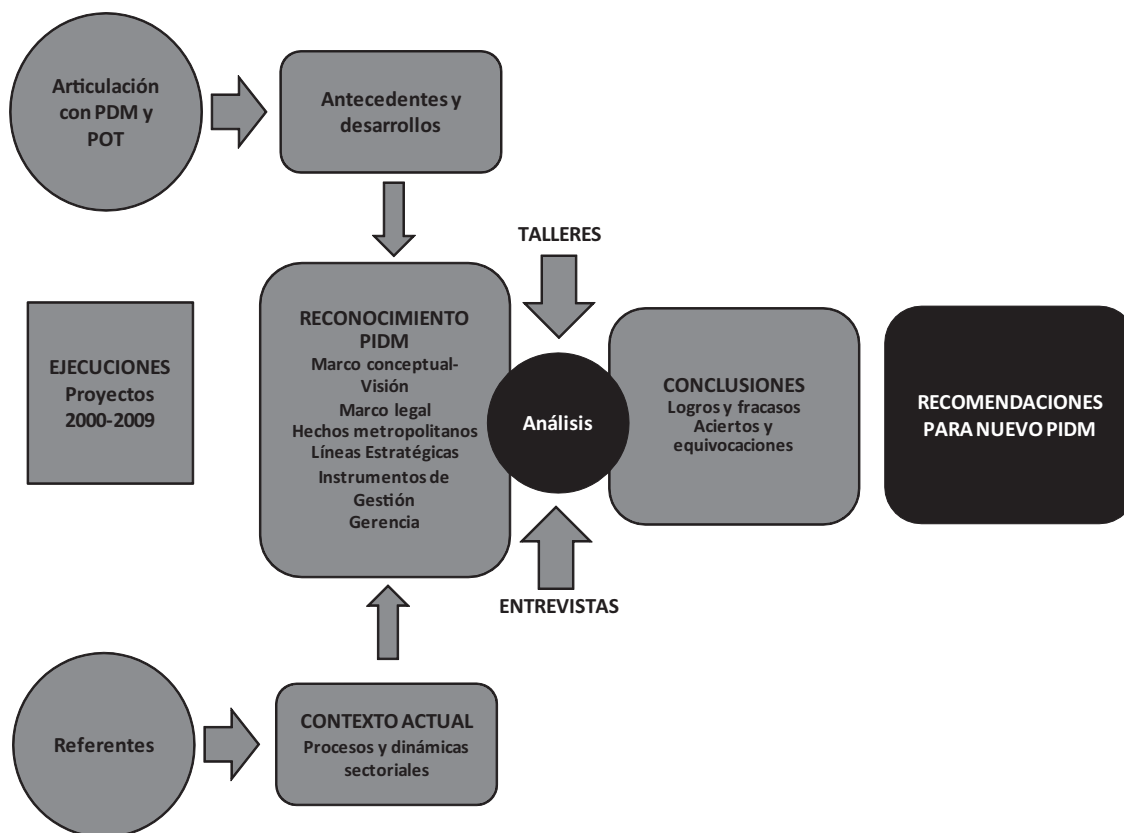 Articulación
con PDM y
POT
Antecedentes y
desarrollos
TALLERES
EJECUCIONES
Proyectos
2000-2009
RECONOCIMIENTO
PIDM
Marco conceptual-
Visión
Marco legal
Hechos metropolitanos
Líneas Estratégicas
Instrumentos de
Gestión
Gerencia
Análisis
CONCLUSIONES
Logros y fracasos
Aciertos y
equivocaciones
RECOMENDACIONES
PARA NUEVO PIDM
ENTREVISTAS
Referentes
CONTEXTO ACTUAL
Procesos y dinámicas
sectoriales